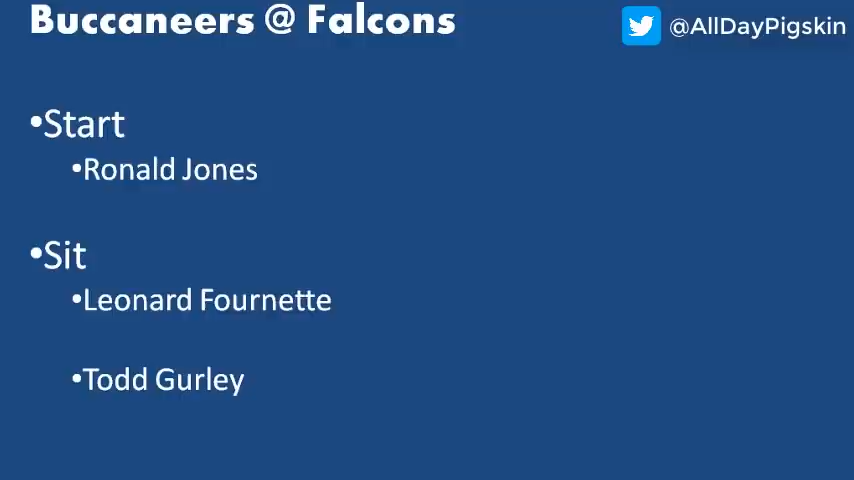 Buccaneers @ Falcons
@AllDayPigskin
•Start
•Ronald Jones
•Sit
•Leonard Fournette
•Todd Gurley